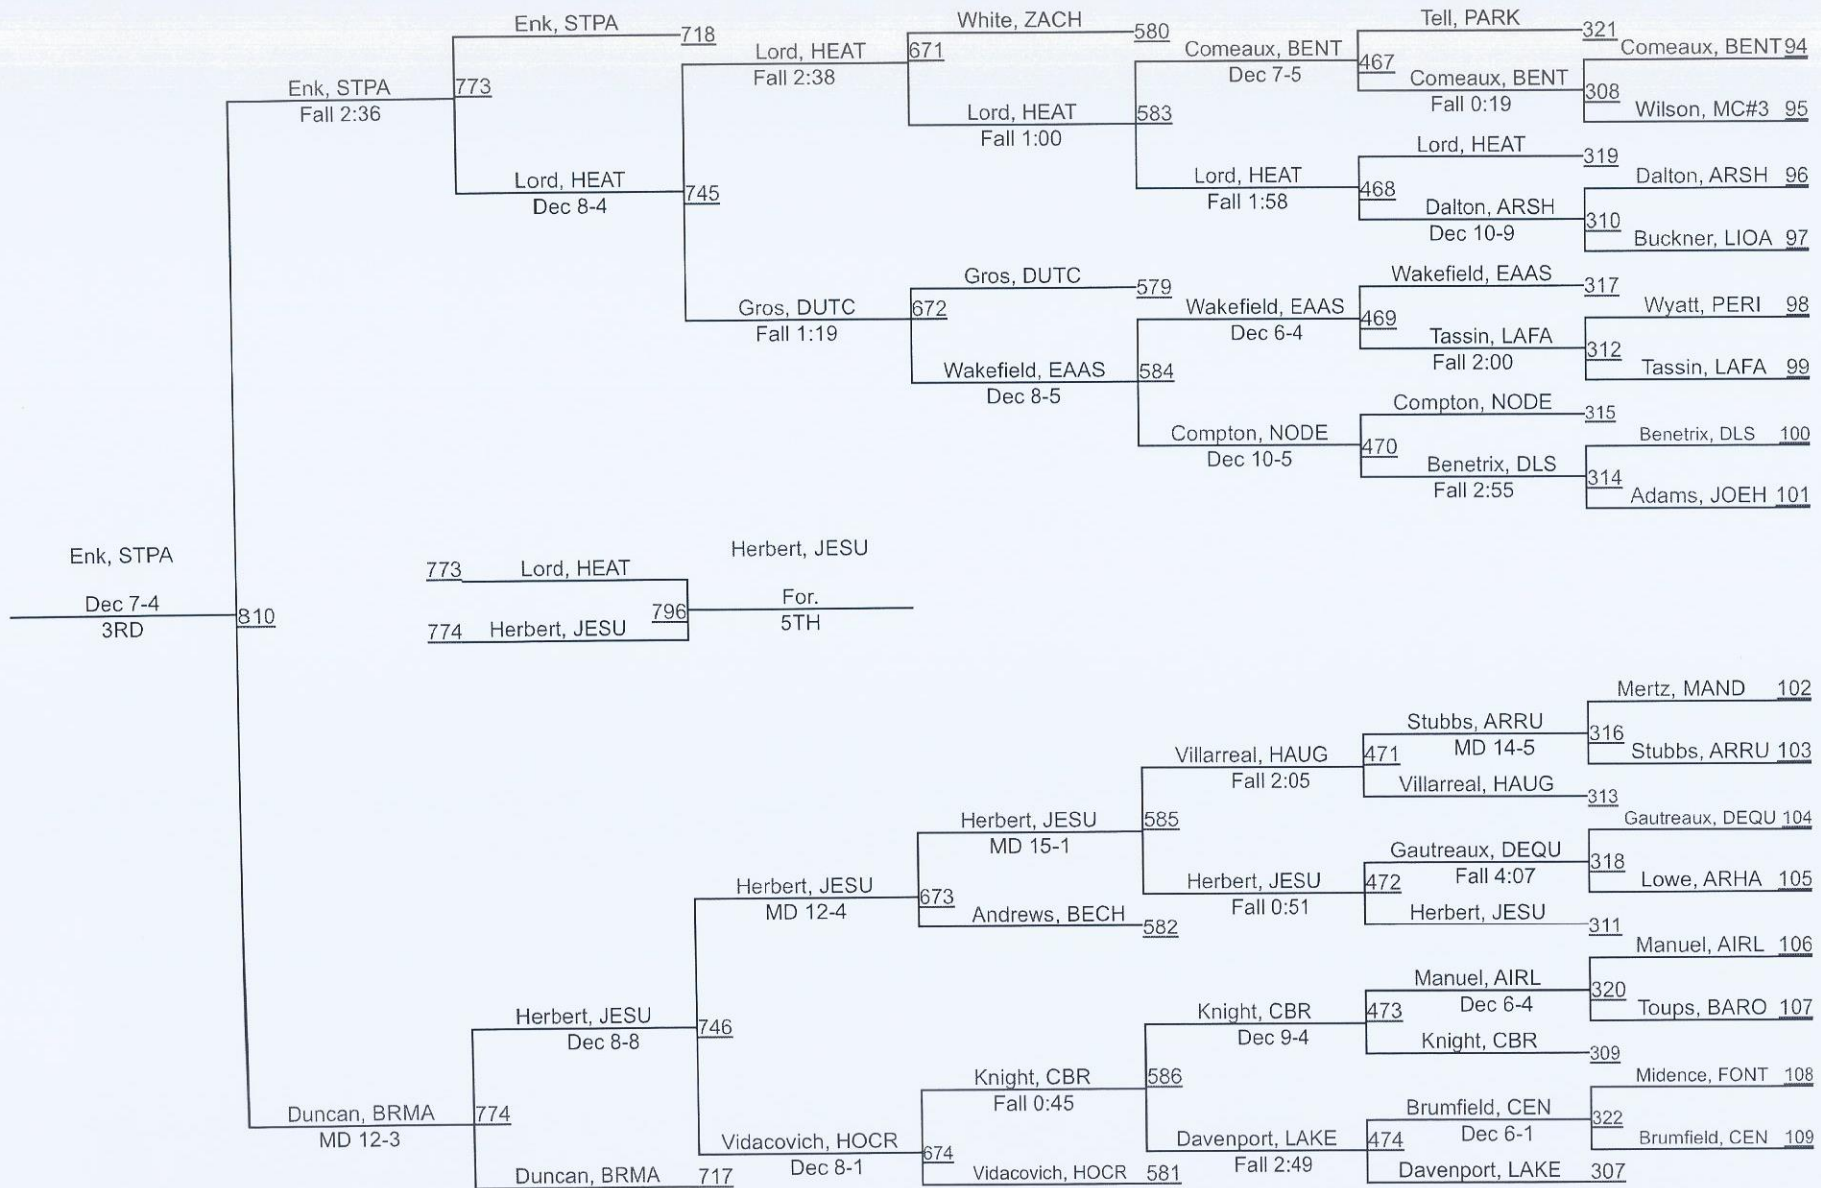 Enk, STPA
718
Enk, STPA
Fall 2:36
773
Lord, HEAT
Dec 8-4
745
Lord, HEAT
Fall 2:38
671
White, ZACH
580
Lord, HEAT
Fall 1:00
583
Comeaux, BENT
Dec 7-5
467
Tell, PARK
321
Comeaux, BENT
Fall 0:19
308
Comeaux, BENT 94
Wilson, MC#3 95
Lord, HEAT
Fall 1:58
468
Lord, HEAT
319
Dalton, ARSH
Dec 10-9
310
Dalton, ARSH 96
Buckner, LIOA 97
Gros, DUTC
Fall 1:19
672
Gros, DUTC
579
Wakefield, EAAS
Dec 8-5
584
Wakefield, EAAS
Dec 6-4
469
Wakefield, EAAS
317
Tassin, LAFA
Fall 2:00
312
Wyatt, PERI 98
Tassin, LAFA 99
Compton, NODE
Dec 10-5
470
Compton, NODE
315
Benetrix, DLS
Fall 2:55
314
Benetrix, DLS 100
Adams, JOEH 101
Enk, STPA
Dec 7-4
3RD
810
773 Lord, HEAT
774 Herbert, JESU
796
Herbert, JESU
For.
5TH
Duncan, BRMA
MD 12-3
774
Herbert, JESU
Dec 8-8
746
Duncan, BRMA
717
Herbert, JESU
MD 12-4
673
Herbert, JESU
MD 15-1
585
Andrews, BECH
582
Villarreal, HAUG
Fall 2:05
471
Stubbs, ARRU
MD 14-5
316
Mertz, MAND 102
Stubbs, ARRU 103
Villarreal, HAUG
313
Herbert, JESU
Fall 0:51
472
Gautreaux, DEQU
Fall 4:07
318
Gautreaux, DEQU 104
Lowe, ARHA 105
Herbert, JESU
311
Vidacovich, HOCR
Dec 8-1
674
Knight, CBR
Fall 0:45
586
Vidacovich, HOCR
581
Knight, CBR
Dec 9-4
473
Manuel, AIRL
Dec 6-4
320
Manuel, AIRL 106
Toups, BARO 107
Knight, CBR
309
Davenport, LAKE
Fall 2:49
474
Brumfield, CEN
Dec 6-1
322
Midence, FONT 108
Brumfield, CEN 109
Davenport, LAKE
307